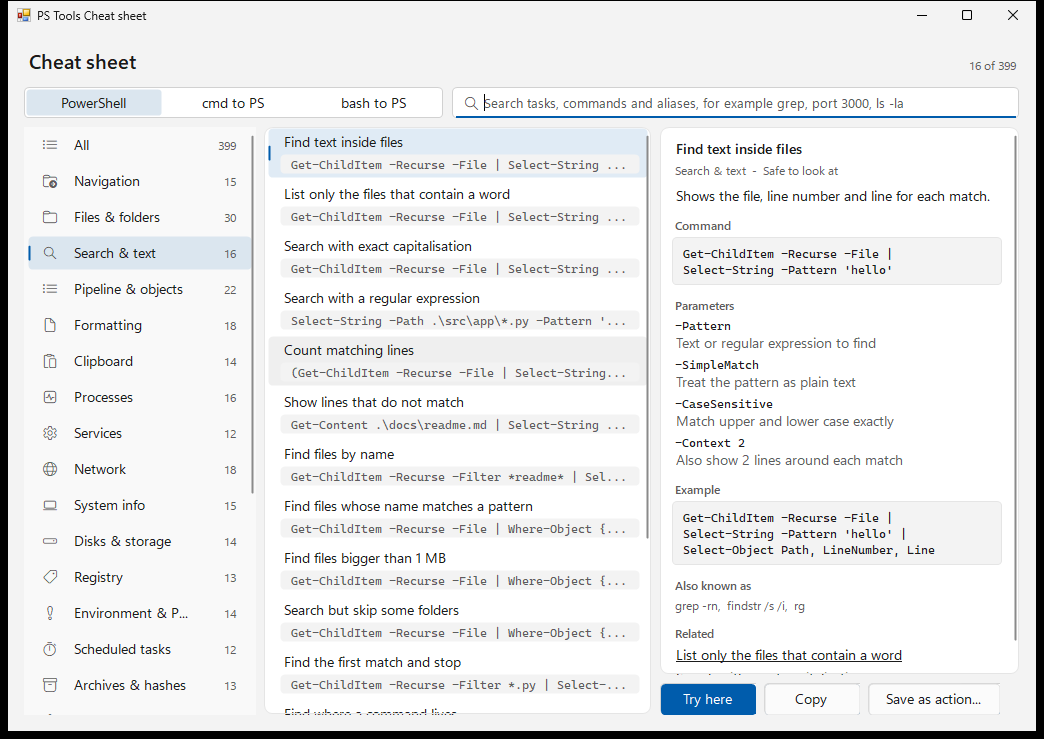 PS Tools Cheat sheet
Cheat sheet
16 of 399
PowerShell
cmd to PS
bash to PS
Search tasks, commands and aliases, for example grep, port 3000, ls -la
All 399
Navigation 15
Files & folders 30
Search & text 16
Pipeline & objects 22
Formatting 18
Clipboard 14
Processes 16
Services 12
Network 18
System info 15
Disks & storage 14
Registry 13
Environment & P... 14
Scheduled tasks 12
Archives & hashes 13
Find text inside files
Get-ChildItem -Recurse -File | Select-String ...
List only the files that contain a word
Get-ChildItem -Recurse -File | Select-String ...
Search with exact capitalisation
Get-ChildItem -Recurse -File | Select-String ...
Search with a regular expression
Select-String -Path .\src\app\*.py -Pattern '...
Count matching lines
(Get-ChildItem -Recurse -File | Select-String...
Show lines that do not match
Get-Content .\docs\readme.md | Select-String ...
Find files by name
Get-ChildItem -Recurse -Filter *readme* | Sel...
Find files whose name matches a pattern
Get-ChildItem -Recurse -File | Where-Object {...
Find files bigger than 1 MB
Get-ChildItem -Recurse -File | Where-Object {...
Search but skip some folders
Get-ChildItem -Recurse -File | Where-Object {...
Find the first match and stop
Get-ChildItem -Recurse -Filter *.py | Select-...
Find where a command lives
Find text inside files
Search & text - Safe to look at
Shows the file, line number and line for each match.
Command
Get-ChildItem -Recurse -File |
Select-String -Pattern 'hello'
Parameters
-Pattern
Text or regular expression to find
-SimpleMatch
Treat the pattern as plain text
-CaseSensitive
Match upper and lower case exactly
-Context 2
Also show 2 lines around each match
Example
Get-ChildItem -Recurse -File |
Select-String -Pattern 'hello' |
Select-Object Path, LineNumber, Line
Also known as
grep -rn, findstr /s /i, rg
Related
List only the files that contain a word
Try here
Copy
Save as action...